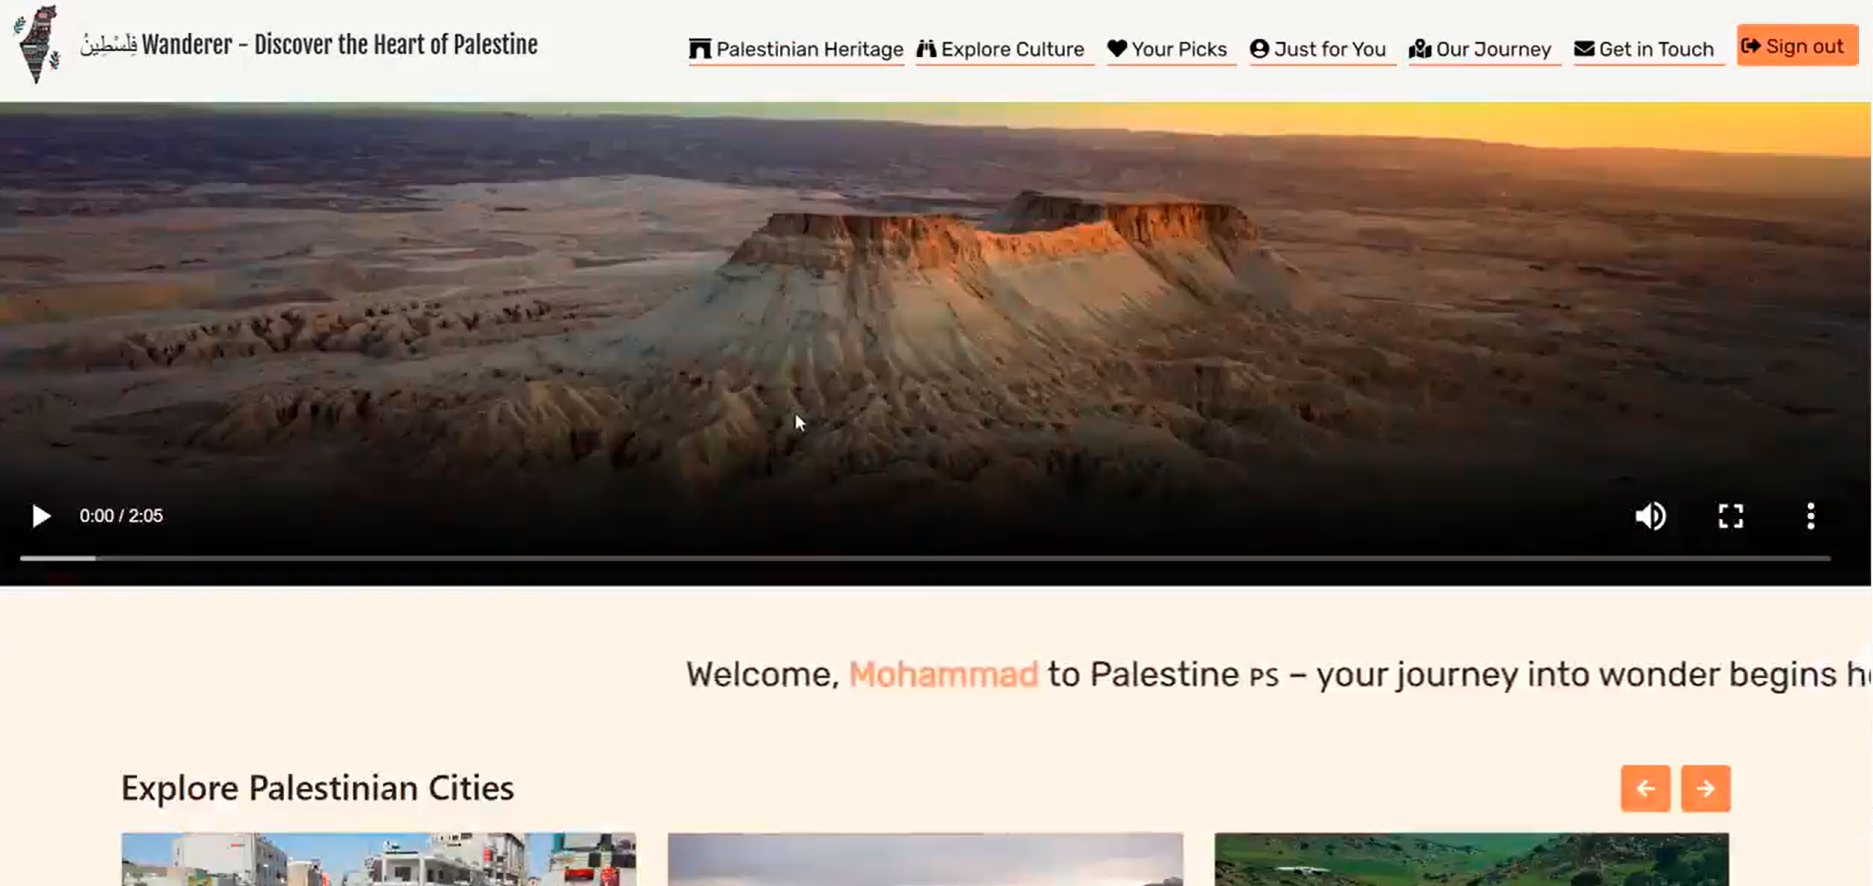 فِلَسْطِينُ Wanderer - Discover the Heart of Palestine
Palestinian Heritage Explore Culture Your Picks Just for You Our Journey Get in Touch Sign out
0:00 / 2:05
Welcome, Mohammad to Palestine PS – your journey into wonder begins
Explore Palestinian Cities